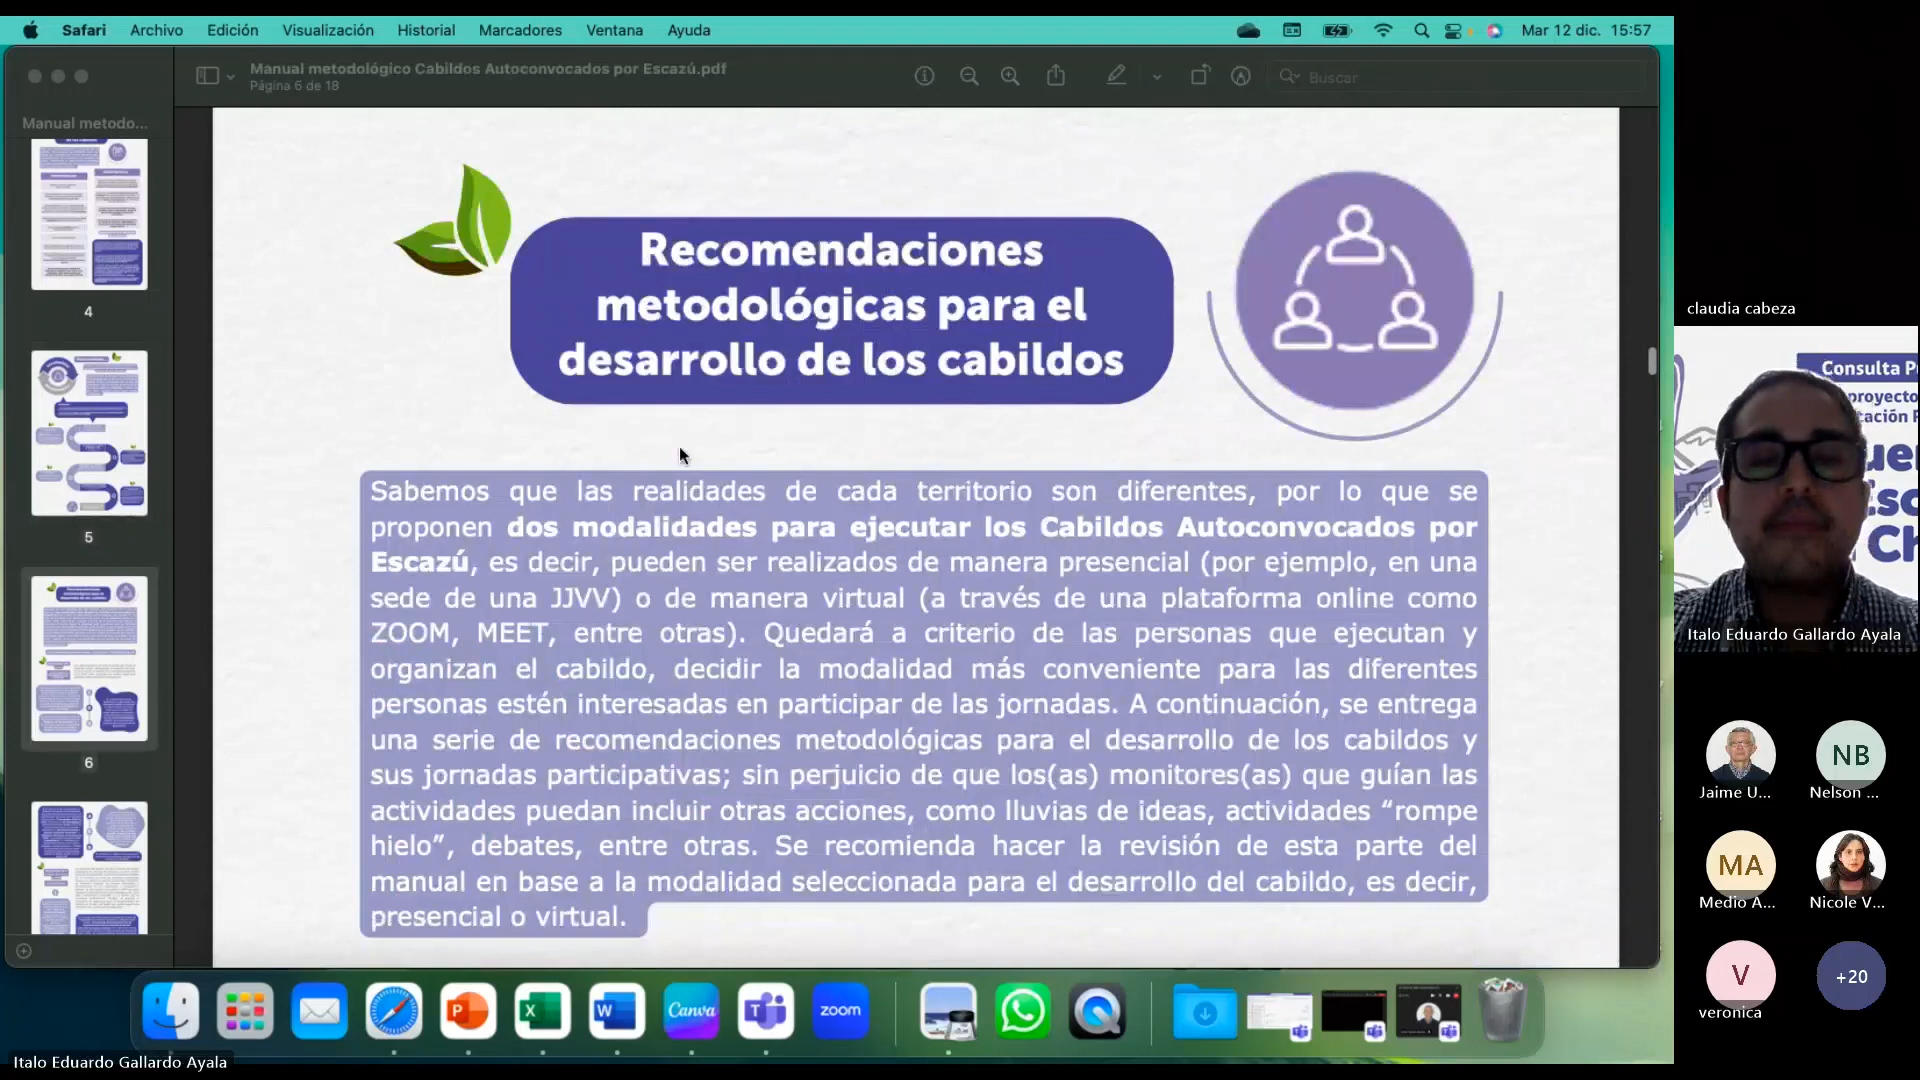 Safari Archivo Edición Visualización Historial Marcadores Ventana Ayuda Mar 12 dic. 15:57
Manual metodológico Cabildos Autoconvocados por Escazú.pdf
Página 6 de 18
Buscar
Manual metodo...
4
5
6
Recomendaciones
metodológicas para el
desarrollo de los cabildos
Sabemos que las realidades de cada territorio son diferentes, por lo que se
proponen dos modalidades para ejecutar los Cabildos Autoconvocados por
Escazú, es decir, pueden ser realizados de manera presencial (por ejemplo, en una
sede de una JJVV) o de manera virtual (a través de una plataforma online como
ZOOM, MEET, entre otras). Quedará a criterio de las personas que ejecutan y
organizan el cabildo, decidir la modalidad más conveniente para las diferentes
personas estén interesadas en participar de las jornadas. A continuación, se entrega
una serie de recomendaciones metodológicas para el desarrollo de los cabildos y
sus jornadas participativas; sin perjuicio de que los(as) monitores(as) que guían las
actividades puedan incluir otras acciones, como lluvias de ideas, actividades “rompe
hielo”, debates, entre otras. Se recomienda hacer la revisión de esta parte del
manual en base a la modalidad seleccionada para el desarrollo del cabildo, es decir,
presencial o virtual.
Canva
zoom
Italo Eduardo Gallardo Ayala
claudia cabeza
Consulta
Italo Eduardo Gallardo Ayala
Jaime U...
NB
Nelson ...
MA
Medio A...
Nicole V...
V
veronica
+20